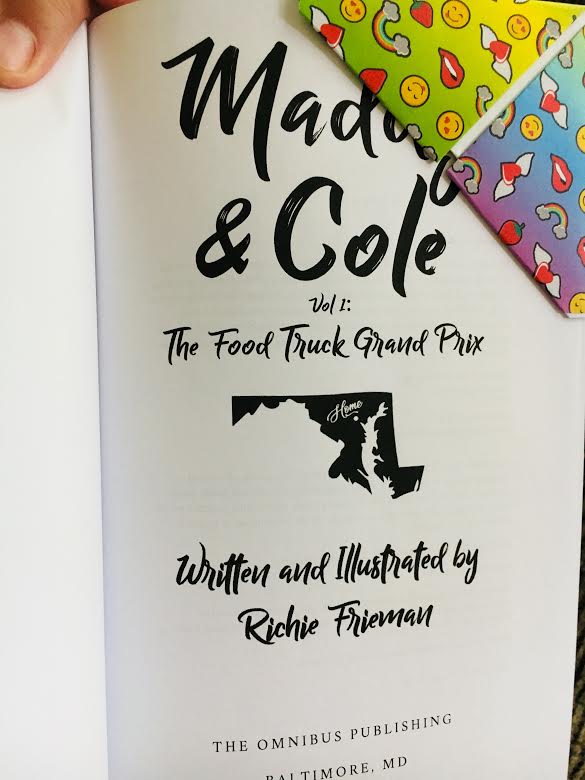 & Cole
Vol 1:
The Food Truck Grand Prix
Home
Written and Illustrated by
Richie Frieman
THE OMNIBUS PUBLISHING
BALTIMORE, MD